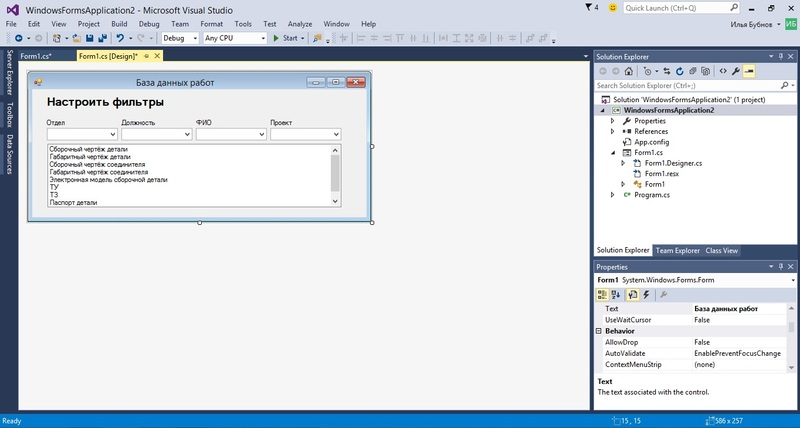 WindowsFormsApplication2 - Microsoft Visual Studio
4
Quick Launch (Ctrl+Q)
File Edit View Project Build Debug Team Format Tools Test Analyze Window Help
Илья Бубнов ИБ
Debug Any CPU Start
Server Explorer
Toolbox
Data Sources
Form1.cs* Form1.cs [Design]*
База данных работ
Настроить фильтры
Отдел Должность ФИО Проект
Сборочный чертёж детали
Габаритный чертёж детали
Сборочный чертёж соединителя
Габаритный чертёж соединителя
Электронная модель сборочной детали
ТУ
ТЗ
Паспорт детали
Solution Explorer
Search Solution Explorer (Ctrl+;)
Solution 'WindowsFormsApplication2' (1 project)
C# WindowsFormsApplication2
Properties
References
App.config
Form1.cs
Form1.Designer.cs
Form1.resx
Form1
C# Program.cs
Solution Explorer Team Explorer Class View
Properties
Form1 System.Windows.Forms.Form
Text База данных работ
UseWaitCursor False
Behavior
AllowDrop False
AutoValidate EnablePreventFocusChange
ContextMenuStrip (none)
Text
The text associated with the control.
Ready 15 , 15 586 x 257